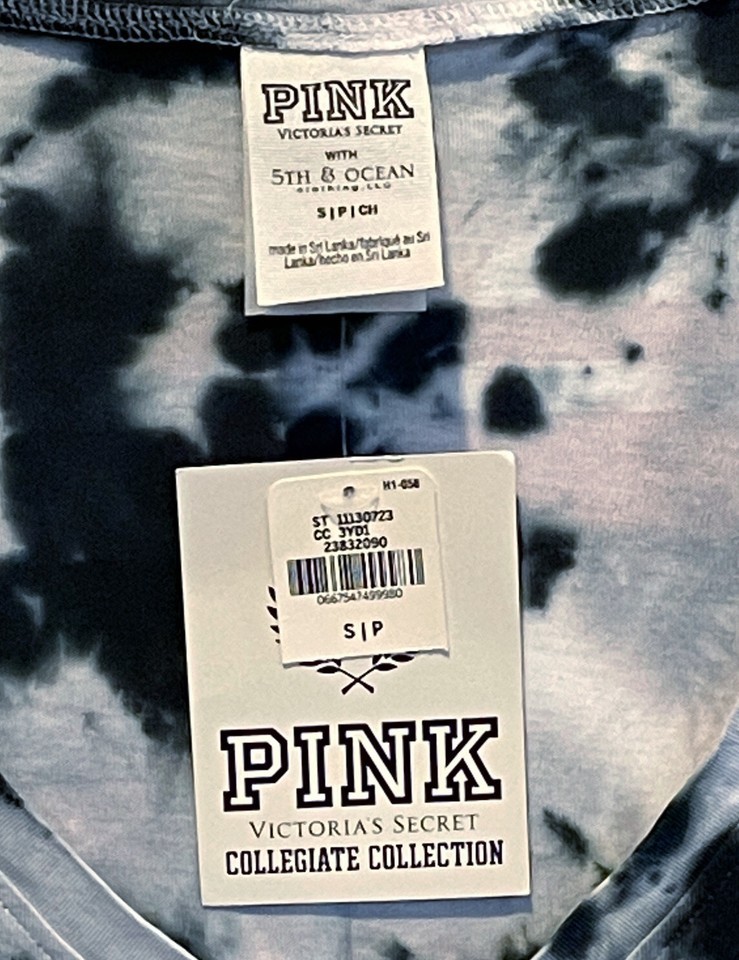 PINK
VICTORIA'S SECRET
WITH
5TH & OCEAN
clothing, LLC
S|P|CH
made in Sri Lanka/fabriqué au Sri
Lanka/hecho en Sri Lanka
H1-058
ST 11130723
CC 3YD1
23832090
0667547499980
S|P
PINK
VICTORIA'S SECRET
COLLEGIATE COLLECTION